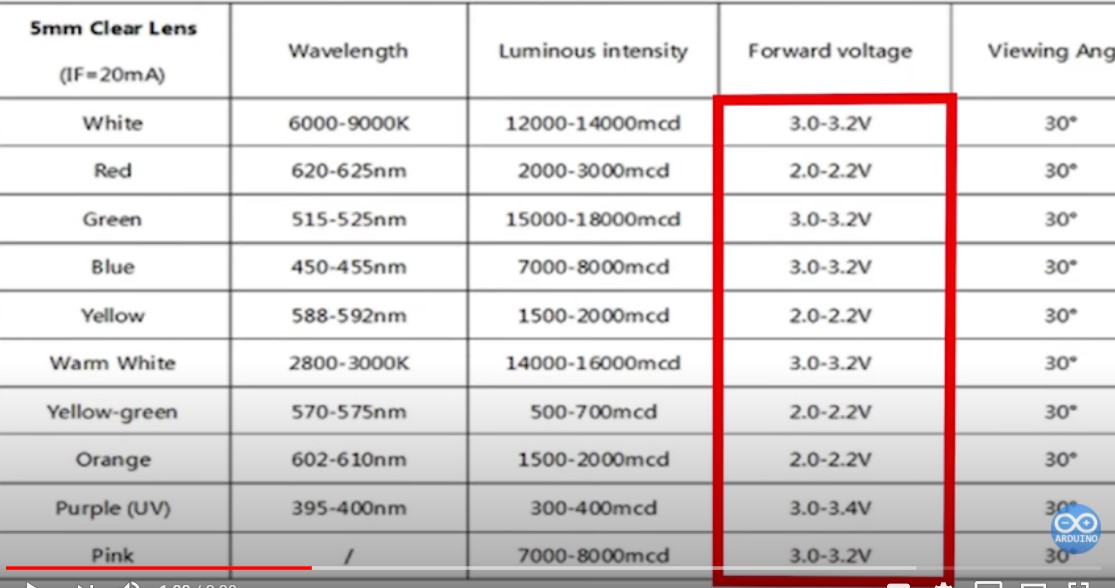 5mm Clear Lens
(IF=20mA) Wavelength Luminous intensity Forward voltage Viewing Ang
White 6000-9000K 12000-14000mcd 3.0-3.2V 30°
Red 620-625nm 2000-3000mcd 2.0-2.2V 30°
Green 515-525nm 15000-18000mcd 3.0-3.2V 30°
Blue 450-455nm 7000-8000mcd 3.0-3.2V 30°
Yellow 588-592nm 1500-2000mcd 2.0-2.2V 30°
Warm White 2800-3000K 14000-16000mcd 3.0-3.2V 30°
Yellow-green 570-575nm 500-700mcd 2.0-2.2V 30°
Orange 602-610nm 1500-2000mcd 2.0-2.2V 30°
Purple (UV) 395-400nm 300-400mcd 3.0-3.4V 30°
Pink / 7000-8000mcd 3.0-3.2V 30°
ARDUINO